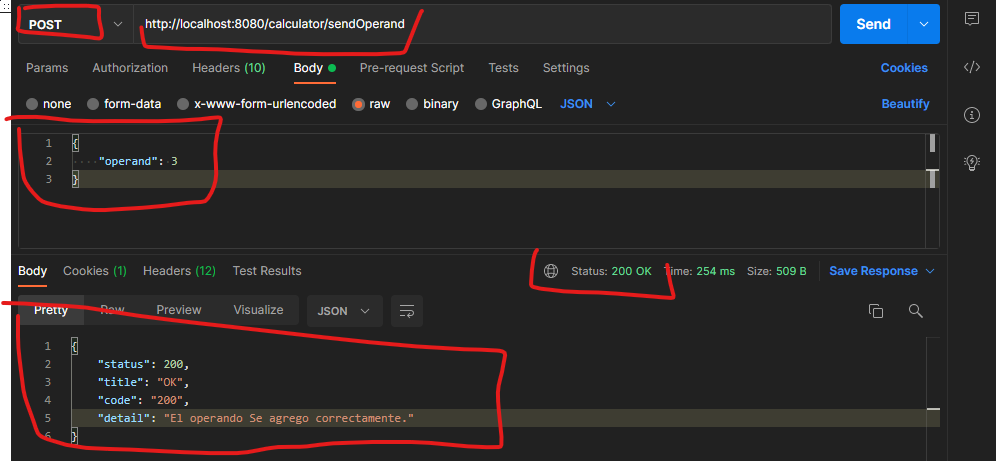 POST http://localhost:8080/calculator/sendOperand Send
Params Authorization Headers (10) Body Pre-request Script Tests Settings Cookies
none form-data x-www-form-urlencoded raw binary GraphQL JSON Beautify
1 {
2 "operand": 3
3 }
Body Cookies (1) Headers (12) Test Results Status: 200 OK Time: 254 ms Size: 509 B Save Response
Pretty Raw Preview Visualize JSON
1 {
2 "status": 200,
3 "title": "OK",
4 "code": "200",
5 "detail": "El operando Se agrego correctamente."
6 }